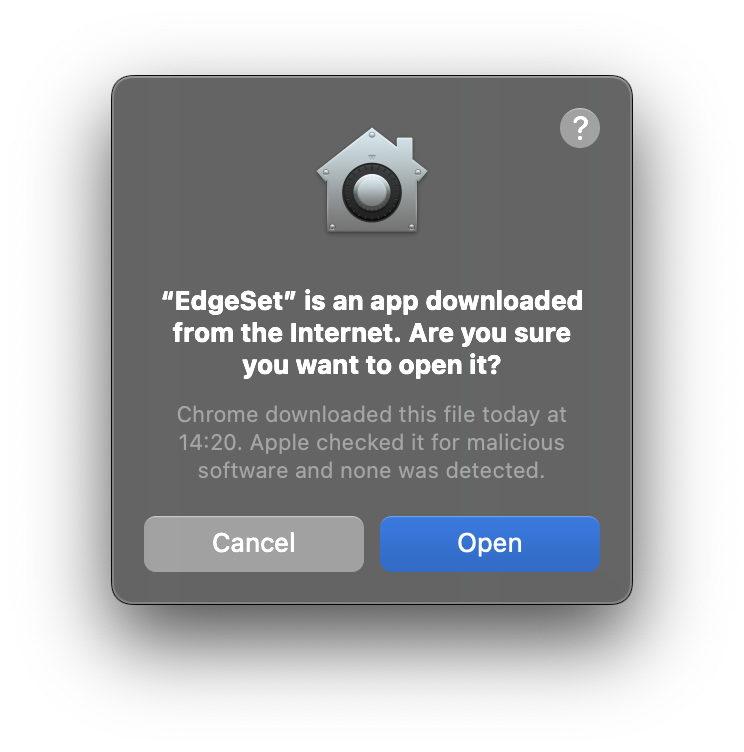 ?
“EdgeSet” is an app downloaded
from the Internet. Are you sure
you want to open it?
Chrome downloaded this file today at
14:20. Apple checked it for malicious
software and none was detected.
Cancel
Open